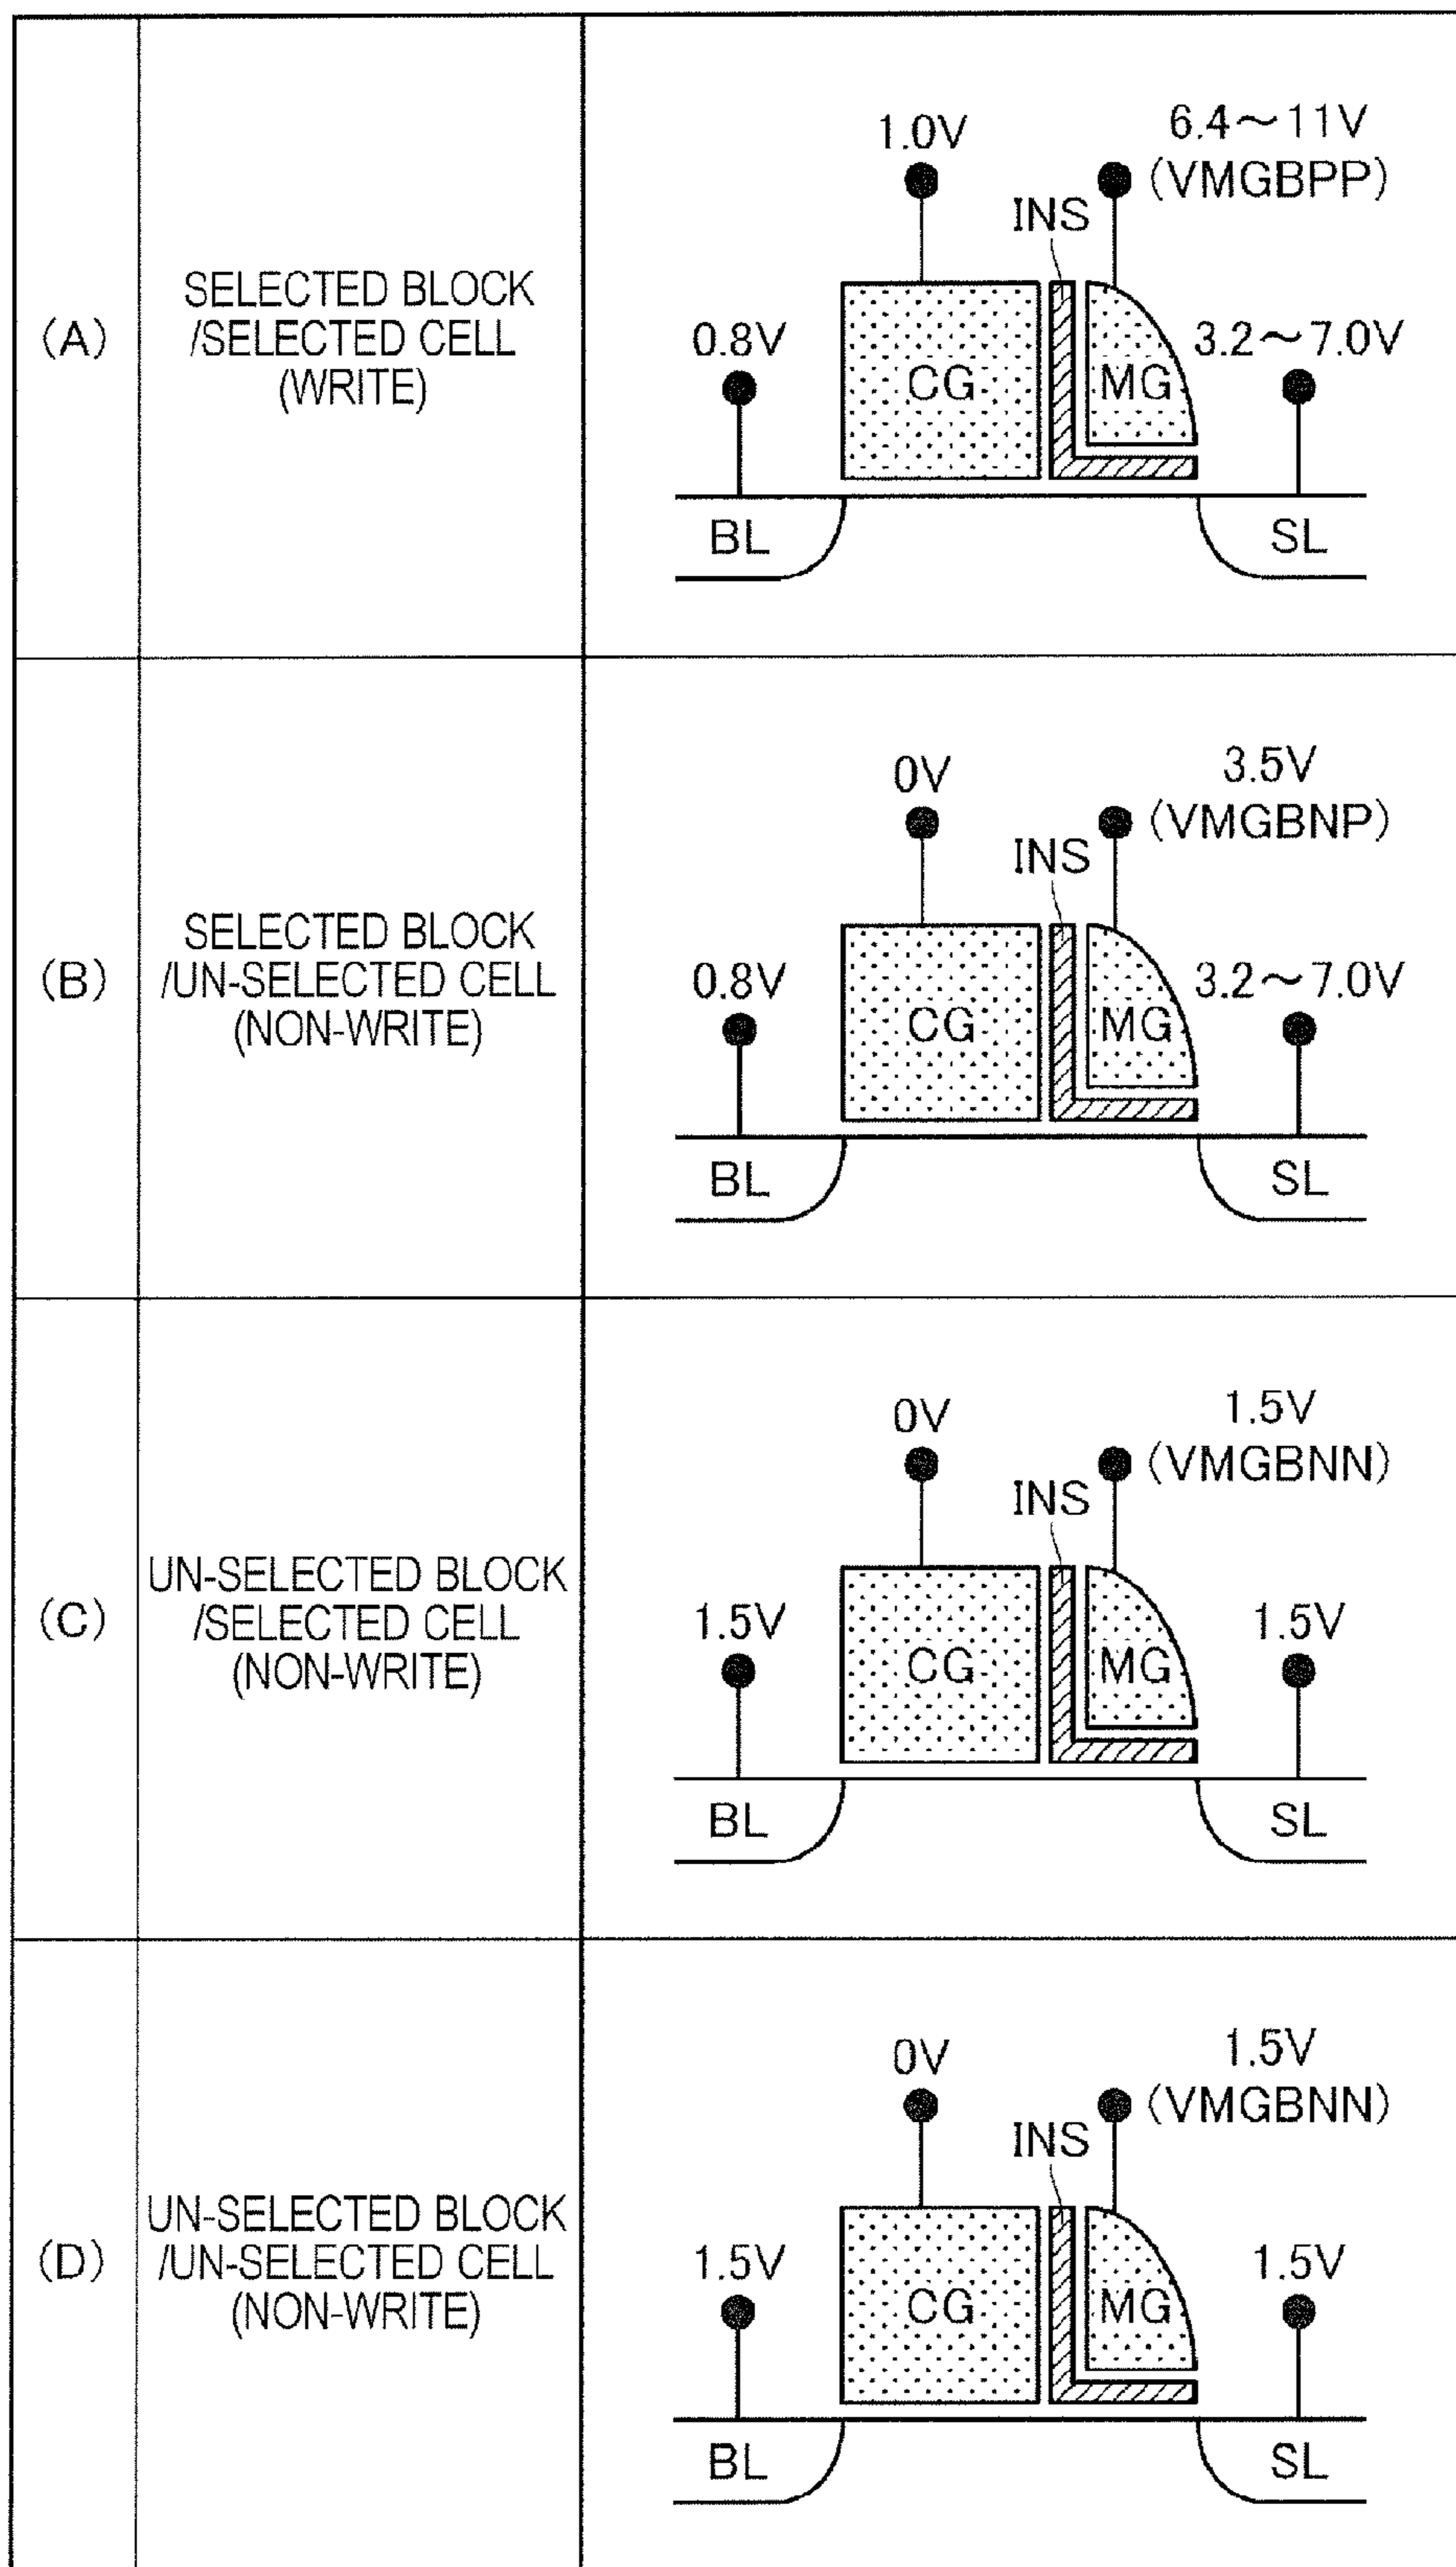 (A)
SELECTED BLOCK
/SELECTED CELL
(WRITE)
1.0V
6.4～11V
(VMGBPP)
INS
0.8V
3.2～7.0V
CG
MG
BL
SL
(B)
SELECTED BLOCK
/UN-SELECTED CELL
(NON-WRITE)
0V
3.5V
(VMGBNP)
INS
0.8V
3.2～7.0V
CG
MG
BL
SL
(C)
UN-SELECTED BLOCK
/SELECTED CELL
(NON-WRITE)
0V
1.5V
(VMGBNN)
INS
1.5V
1.5V
CG
MG
BL
SL
(D)
UN-SELECTED BLOCK
/UN-SELECTED CELL
(NON-WRITE)
0V
1.5V
(VMGBNN)
INS
1.5V
1.5V
CG
MG
BL
SL